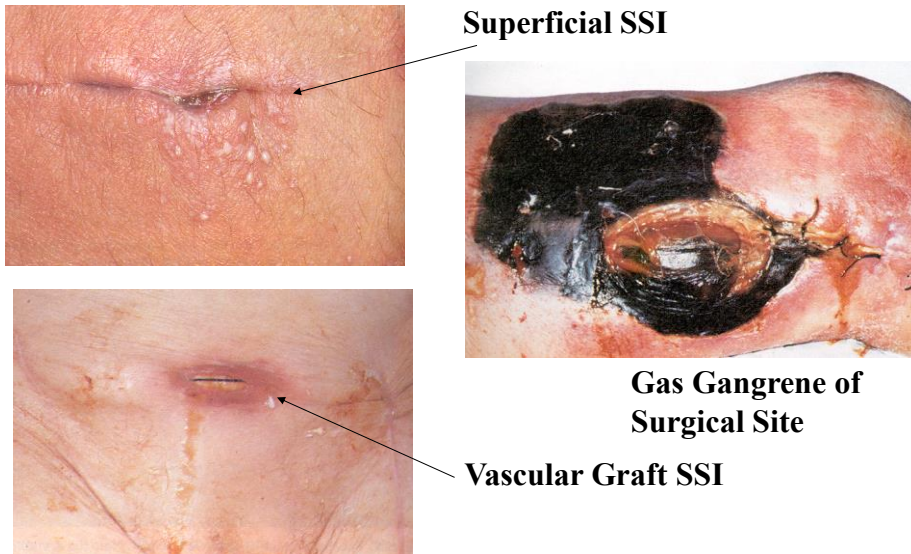 Superficial SSI
Gas Gangrene of
Surgical Site
Vascular Graft SSI